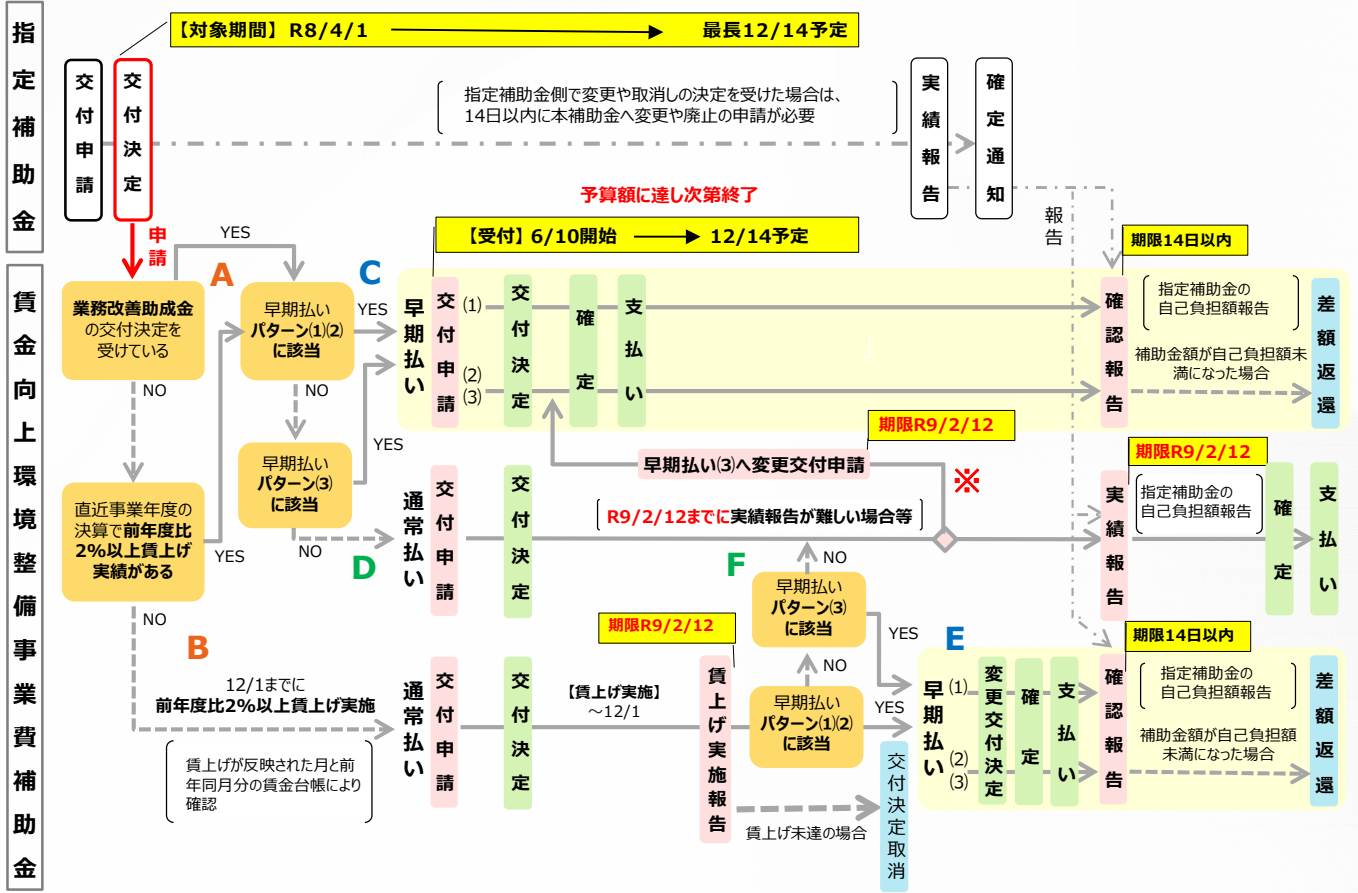 指定補助金
【対象期間】 R8/4/1 最長12/14予定
交付申請
交付決定
指定補助金側で変更や取消しの決定を受けた場合は、
14日以内に本補助金へ変更や廃止の申請が必要
実績報告
確定通知
予算額に達し次第終了
【受付】 6/10開始 12/14予定
報告
申請
賃金向上環境整備事業費補助金
業務改善助成金
の交付決定を
受けている
YES
A
NO
早期払い
パターン⑴⑵
に該当
C
YES
NO
早期払い
パターン⑶
に該当
YES
NO
D
直近事業年度の
決算で前年度比
2%以上賃上げ
実績がある
YES
NO
B
早期払い
交付申請
⑴
⑵
⑶
交付決定
確定
支払い
期限14日以内
確認報告
指定補助金の
自己負担額報告
補助金額が自己負担額未
満になった場合
差額返還
期限R9/2/12
早期払い⑶へ変更交付申請
※
通常払い
交付申請
交付決定
R9/2/12までに実績報告が難しい場合等
期限R9/2/12
実績報告
指定補助金の
自己負担額報告
確定
支払い
F
NO
早期払い
パターン⑶
に該当
YES
NO
早期払い
パターン⑴⑵
に該当
YES
12/1までに
前年度比2%以上賃上げ実施
賃上げが反映された月と前
年同月分の賃金台帳により
確認
通常払い
交付申請
交付決定
【賃上げ実施】
~12/1
期限R9/2/12
賃上げ実施報告
賃上げ未達の場合
交付決定取消
E
早期払い
⑴
⑵
⑶
変更交付決定
確定
支払い
期限14日以内
確認報告
指定補助金の
自己負担額報告
補助金額が自己負担額
未満になった場合
差額返還